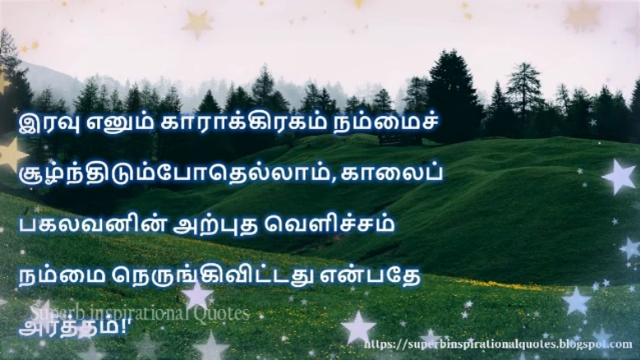 இரவு எனும் காராக்கிரகம் நம்மைச்
சூழ்ந்திடும்போதெல்லாம், காலைப்
பகலவனின் அற்புத வெளிச்சம்
நம்மை நெருங்கிவிட்டது என்பதே
Superb inspirational Quotes
அர்த்தம்!'
https://superbinspirationalquotes.blogspot.com